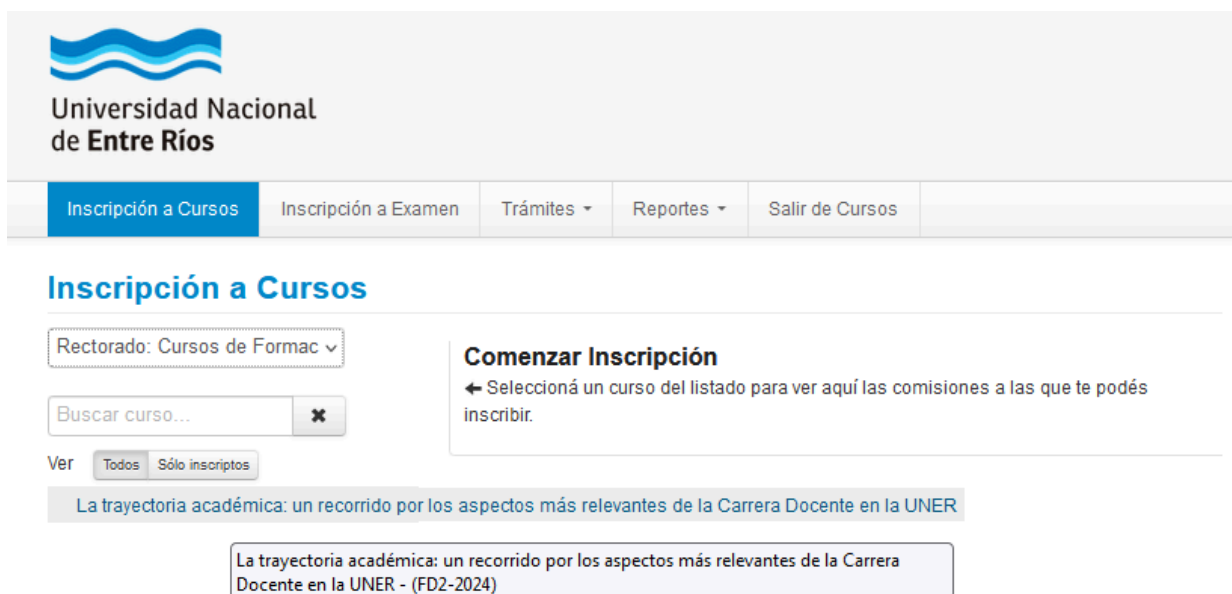 Universidad Nacional
de Entre Ríos
Inscripción a Cursos Inscripción a Examen Trámites Reportes Salir de Cursos
Inscripción a Cursos
Rectorado: Cursos de Formac
Buscar curso...
Ver Todos Sólo inscriptos
Comenzar Inscripción
Seleccioná un curso del listado para ver aquí las comisiones a las que te podés
inscribir.
La trayectoria académica: un recorrido por los aspectos más relevantes de la Carrera Docente en la UNER
La trayectoria académica: un recorrido por los aspectos más relevantes de la Carrera
Docente en la UNER - (FD2-2024)